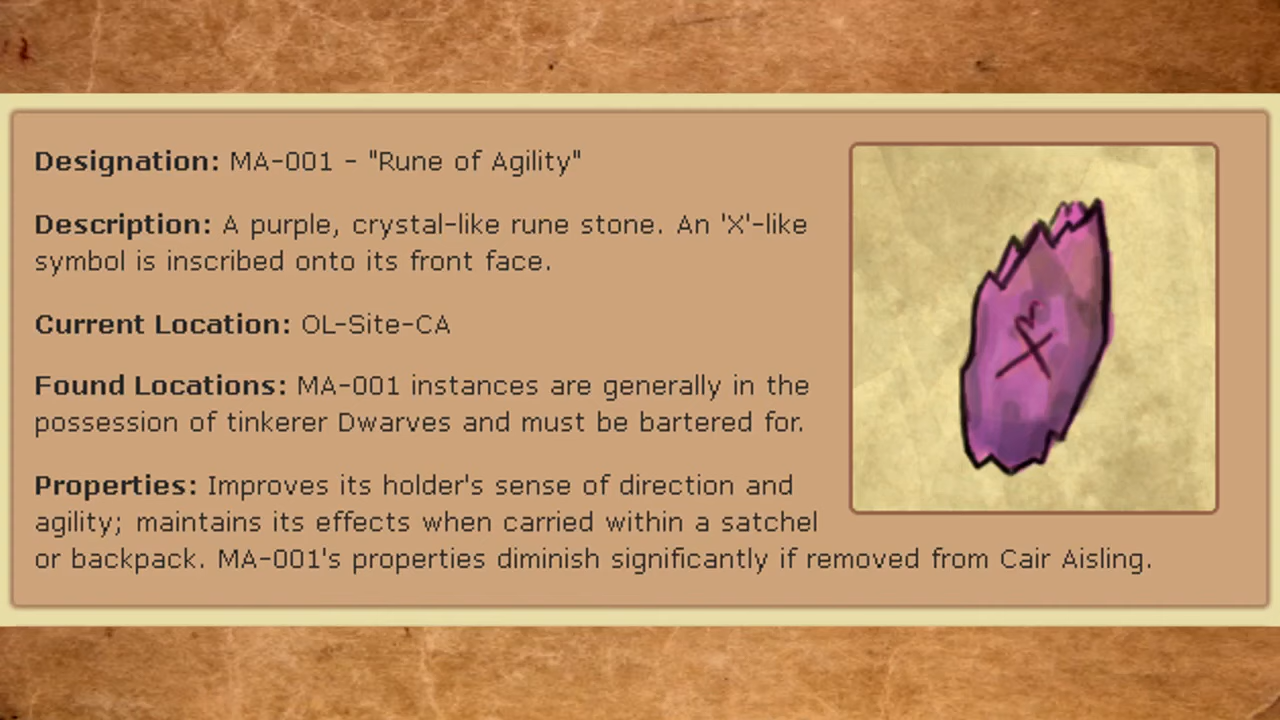 Designation: MA-001 - "Rune of Agility"
Description: A purple, crystal-like rune stone. An 'X'-like
symbol is inscribed onto its front face.
Current Location: OL-Site-CA
Found Locations: MA-001 instances are generally in the
possession of tinkerer Dwarves and must be bartered for.
Properties: Improves its holder's sense of direction and
agility; maintains its effects when carried within a satchel
or backpack. MA-001's properties diminish significantly if removed from Cair Aisling.